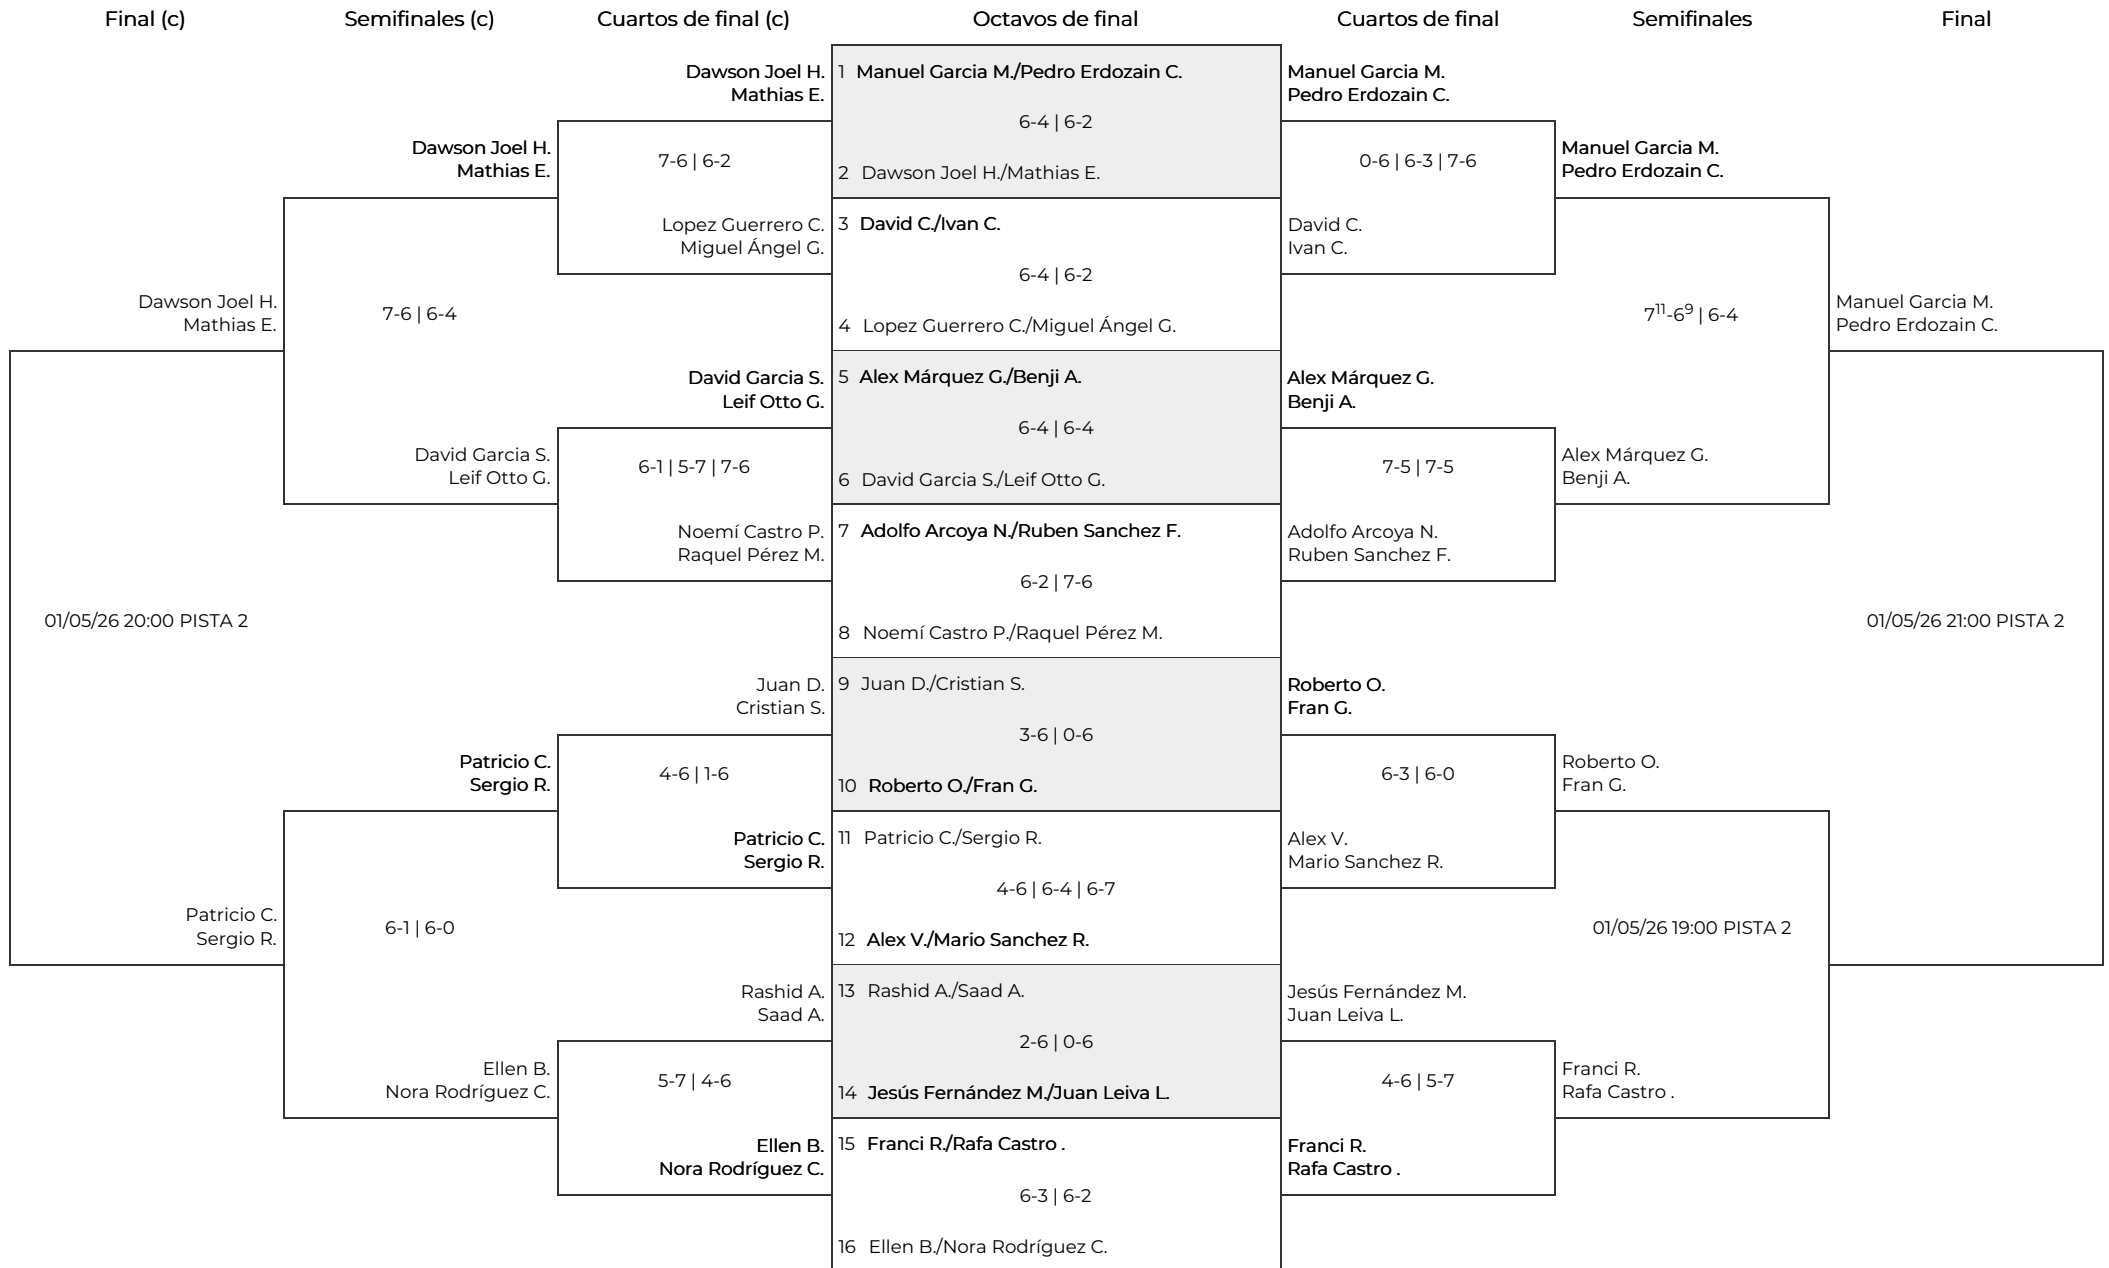 Final (c)
Semifinales (c)
Cuartos de final (c)
Octavos de final
Cuartos de final
Semifinales
Final
Dawson Joel H.
Mathias E.
01/05/26 20:00 PISTA 2
Patricio C.
Sergio R.
Dawson Joel H.
Mathias E.
7-6 | 6-4
David Garcia S.
Leif Otto G.
Patricio C.
Sergio R.
6-1 | 6-0
Ellen B.
Nora Rodríguez C.
Dawson Joel H.
Mathias E.
7-6 | 6-2
Lopez Guerrero C.
Miguel Ángel G.
David Garcia S.
Leif Otto G.
6-1 | 5-7 | 7-6
Noemí Castro P.
Raquel Pérez M.
Juan D.
Cristian S.
4-6 | 1-6
Patricio C.
Sergio R.
Rashid A.
Saad A.
5-7 | 4-6
Ellen B.
Nora Rodríguez C.
1 Manuel Garcia M./Pedro Erdozain C.
6-4 | 6-2
2 Dawson Joel H./Mathias E.
3 David C./Ivan C.
6-4 | 6-2
4 Lopez Guerrero C./Miguel Ángel G.
5 Alex Márquez G./Benji A.
6-4 | 6-4
6 David Garcia S./Leif Otto G.
7 Adolfo Arcoya N./Ruben Sanchez F.
6-2 | 7-6
8 Noemí Castro P./Raquel Pérez M.
9 Juan D./Cristian S.
3-6 | 0-6
10 Roberto O./Fran G.
11 Patricio C./Sergio R.
4-6 | 6-4 | 6-7
12 Alex V./Mario Sanchez R.
13 Rashid A./Saad A.
2-6 | 0-6
14 Jesús Fernández M./Juan Leiva L.
15 Franci R./Rafa Castro .
6-3 | 6-2
16 Ellen B./Nora Rodríguez C.
Manuel Garcia M.
Pedro Erdozain C.
0-6 | 6-3 | 7-6
David C.
Ivan C.
Alex Márquez G.
Benji A.
7-5 | 7-5
Adolfo Arcoya N.
Ruben Sanchez F.
Roberto O.
Fran G.
6-3 | 6-0
Alex V.
Mario Sanchez R.
Jesús Fernández M.
Juan Leiva L.
4-6 | 5-7
Franci R.
Rafa Castro .
Manuel Garcia M.
Pedro Erdozain C.
7¹¹-6⁹ | 6-4
Alex Márquez G.
Benji A.
Roberto O.
Fran G.
01/05/26 19:00 PISTA 2
Franci R.
Rafa Castro .
Manuel Garcia M.
Pedro Erdozain C.
01/05/26 21:00 PISTA 2